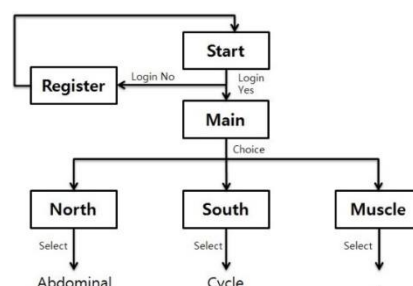 Start
Login No
Login
Yes
Register
Main
Choice
North
South
Muscle
Select
Select
Select
Abdominal
Cycle